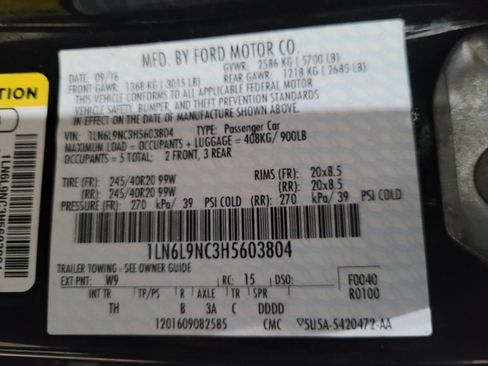 MFD. BY FORD MOTOR CO.
DATE: 09/16 GVWR: 2586 KG ( 5700 LB)
FRONT GAWR: 1368 KG ( 3015 LB) REAR GAWR: 1218 KG ( 2685 LB)
THIS VEHICLE CONFORMS TO ALL APPLICABLE FEDERAL MOTOR
VEHICLE SAFETY, BUMPER, AND THEFT PREVENTION STANDARDS
IN EFFECT ON THE DATE OF MANUFACTURE SHOWN ABOVE.
VIN: 1LN6L9NC3H5603804 TYPE: Passenger Car
MAXIMUM LOAD = OCCUPANTS + LUGGAGE = 408KG/ 900LB
OCCUPANTS = 5 TOTAL; 2 FRONT, 3 REAR
TIRE (FR): 245/40R20 99W RIMS (FR): 20x8.5
TIRE (RR): 245/40R20 99W (RR): 20x8.5
PRESSURE (FR): 270 kPa/ 39 PSI COLD (RR): 270 kPa/ 39 PSI COLD
1LN6L9NC3H5603804
TRAILER TOWING - SEE OWNER GUIDE
EXT PNT: W9 RC: 15 DSO: F0040
INT TR TP/PS R AXLE TR SPR R0100
TH B 3A C DDDD
1201609082585 CMC 5U5A-5420472-AA